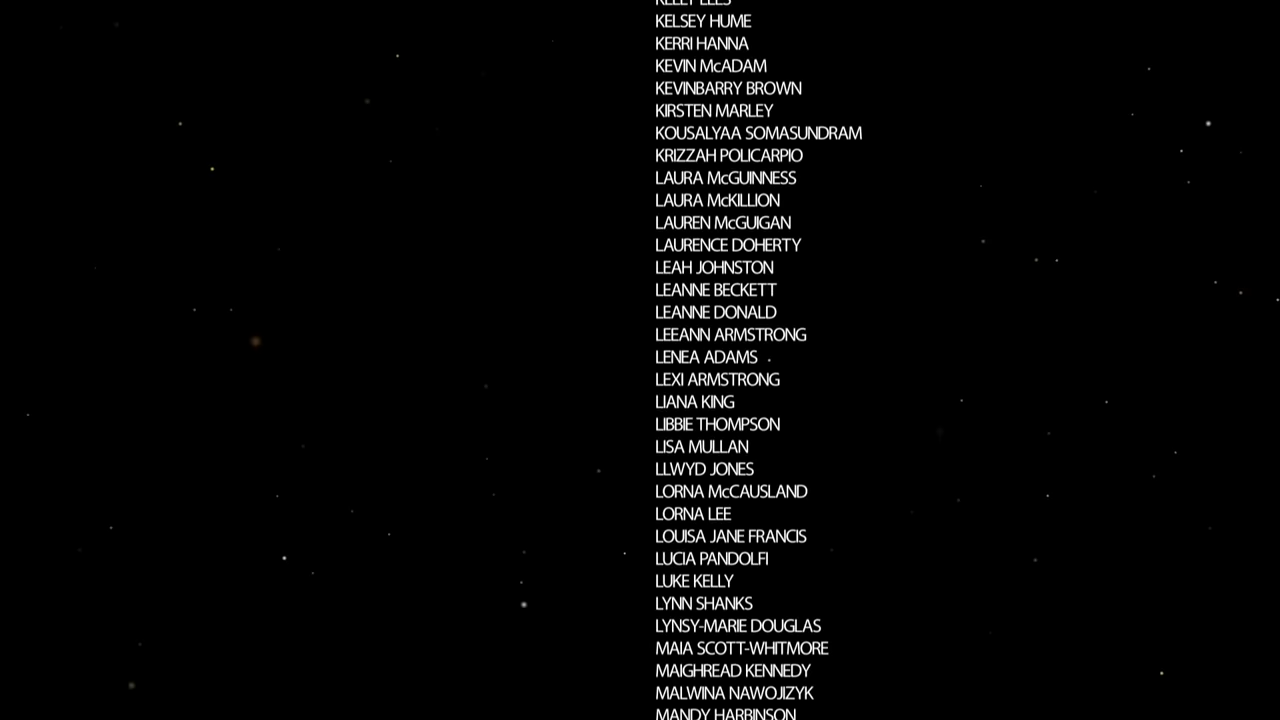 KELLY LEES
KELSEY HUME
KERRI HANNA
KEVIN McADAM
KEVINBARRY BROWN
KIRSTEN MARLEY
KOUSALYAA SOMASUNDRAM
KRIZZAH POLICARPIO
LAURA McGUINNESS
LAURA McKILLION
LAUREN McGUIGAN
LAURENCE DOHERTY
LEAH JOHNSTON
LEANNE BECKETT
LEANNE DONALD
LEEANN ARMSTRONG
LENEA ADAMS
LEXI ARMSTRONG
LIANA KING
LIBBIE THOMPSON
LISA MULLAN
LLWYD JONES
LORNA McCAUSLAND
LORNA LEE
LOUISA JANE FRANCIS
LUCIA PANDOLFI
LUKE KELLY
LYNN SHANKS
LYNSY-MARIE DOUGLAS
MAIA SCOTT-WHITMORE
MAIGHREAD KENNEDY
MALWINA NAWOJIZYK
MANDY HARBINSON